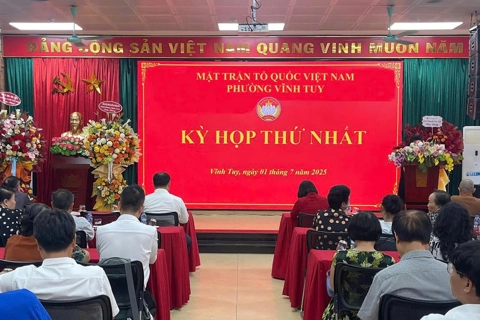 ĐẢNG CỘNG SẢN VIỆT NAM QUANG VINH MUÔN NĂM
MẶT TRẬN TỔ QUỐC VIỆT NAM
PHƯỜNG VĨNH TUY
KỲ HỌP THỨ NHẤT
Vĩnh Tuy, ngày 01 tháng 7 năm 2025